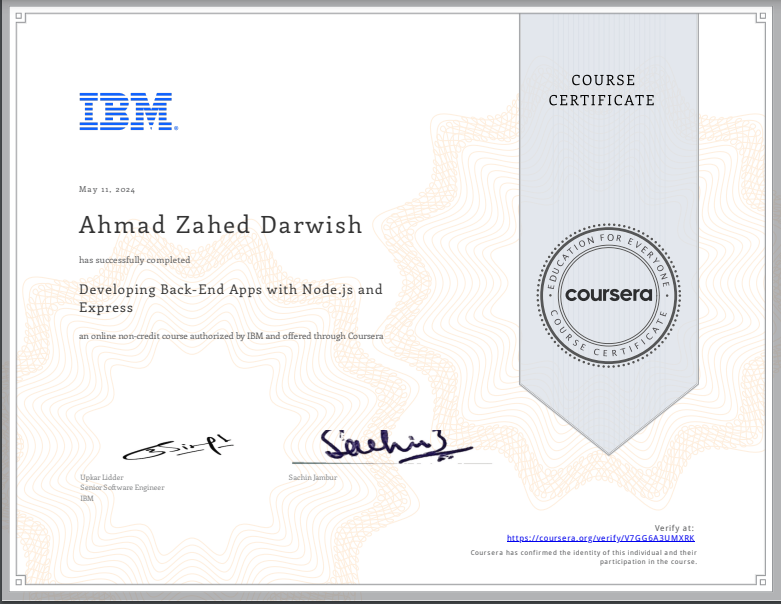 COURSE
CERTIFICATE
IBM
May 11, 2024
Ahmad Zahed Darwish
has successfully completed
Developing Back-End Apps with Node.js and
Express
an online non-credit course authorized by IBM and offered through Coursera
EDUCATION FOR EVERYONE
coursera
COURSE CERTIFICATE
Sachin J
Upkar Lidder
Senior Software Engineer
IBM
Sachin Jambur
Verify at:
https://coursera.org/verify/V7GG6A3UMXRK
Coursera has confirmed the identity of this individual and their
participation in the course.